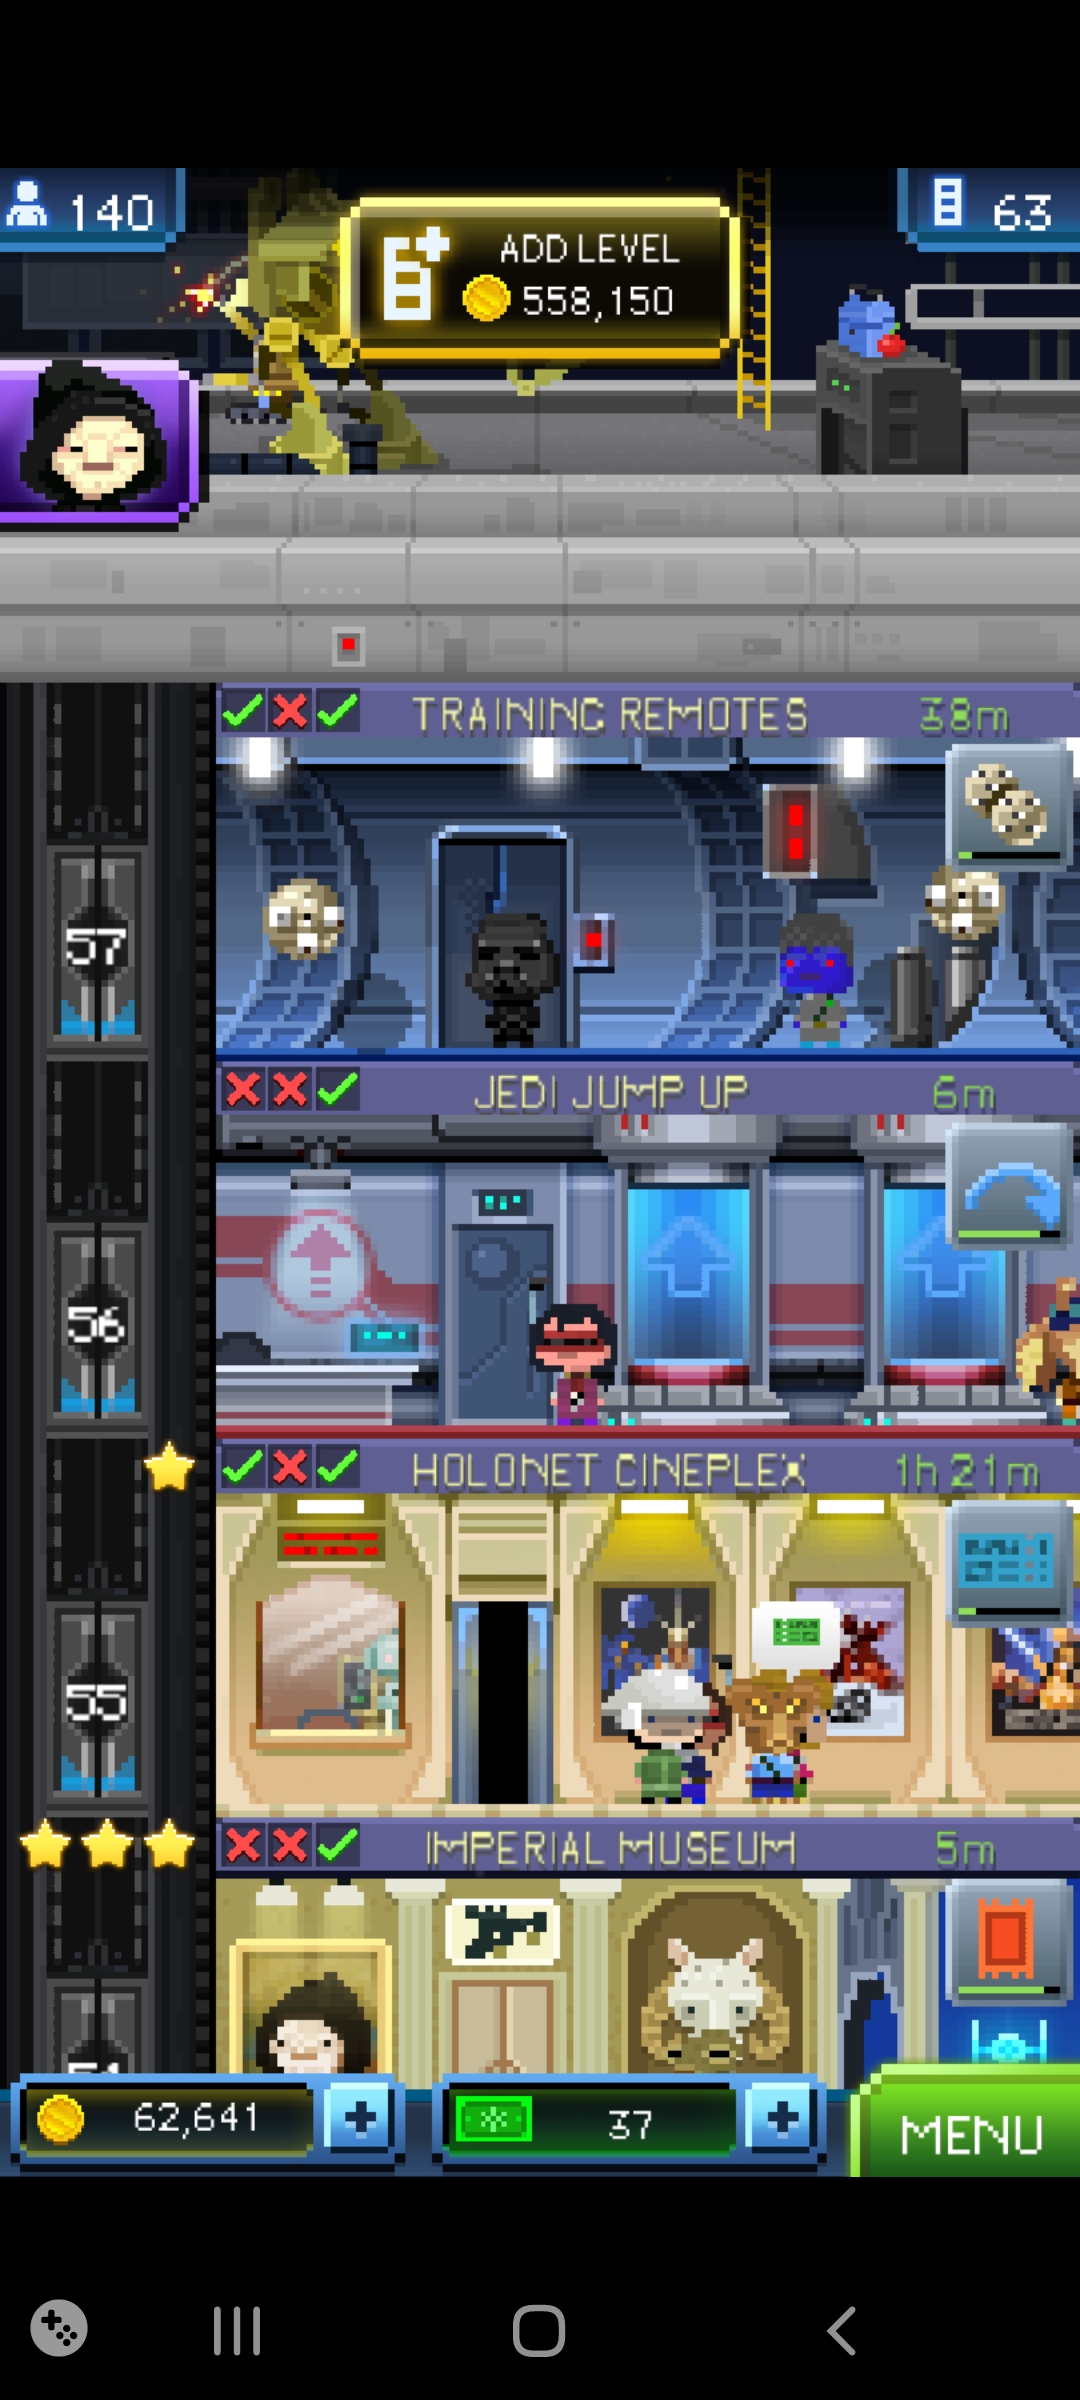 140
ADD LEVEL
558,150
63
TRAINING REMOTES 38m
57
JEDI JUMP UP 6m
56
HOLONET CINEPLEX 1h 21m
55
IMPERIAL MUSEUM 5m
62,641
37
MENU